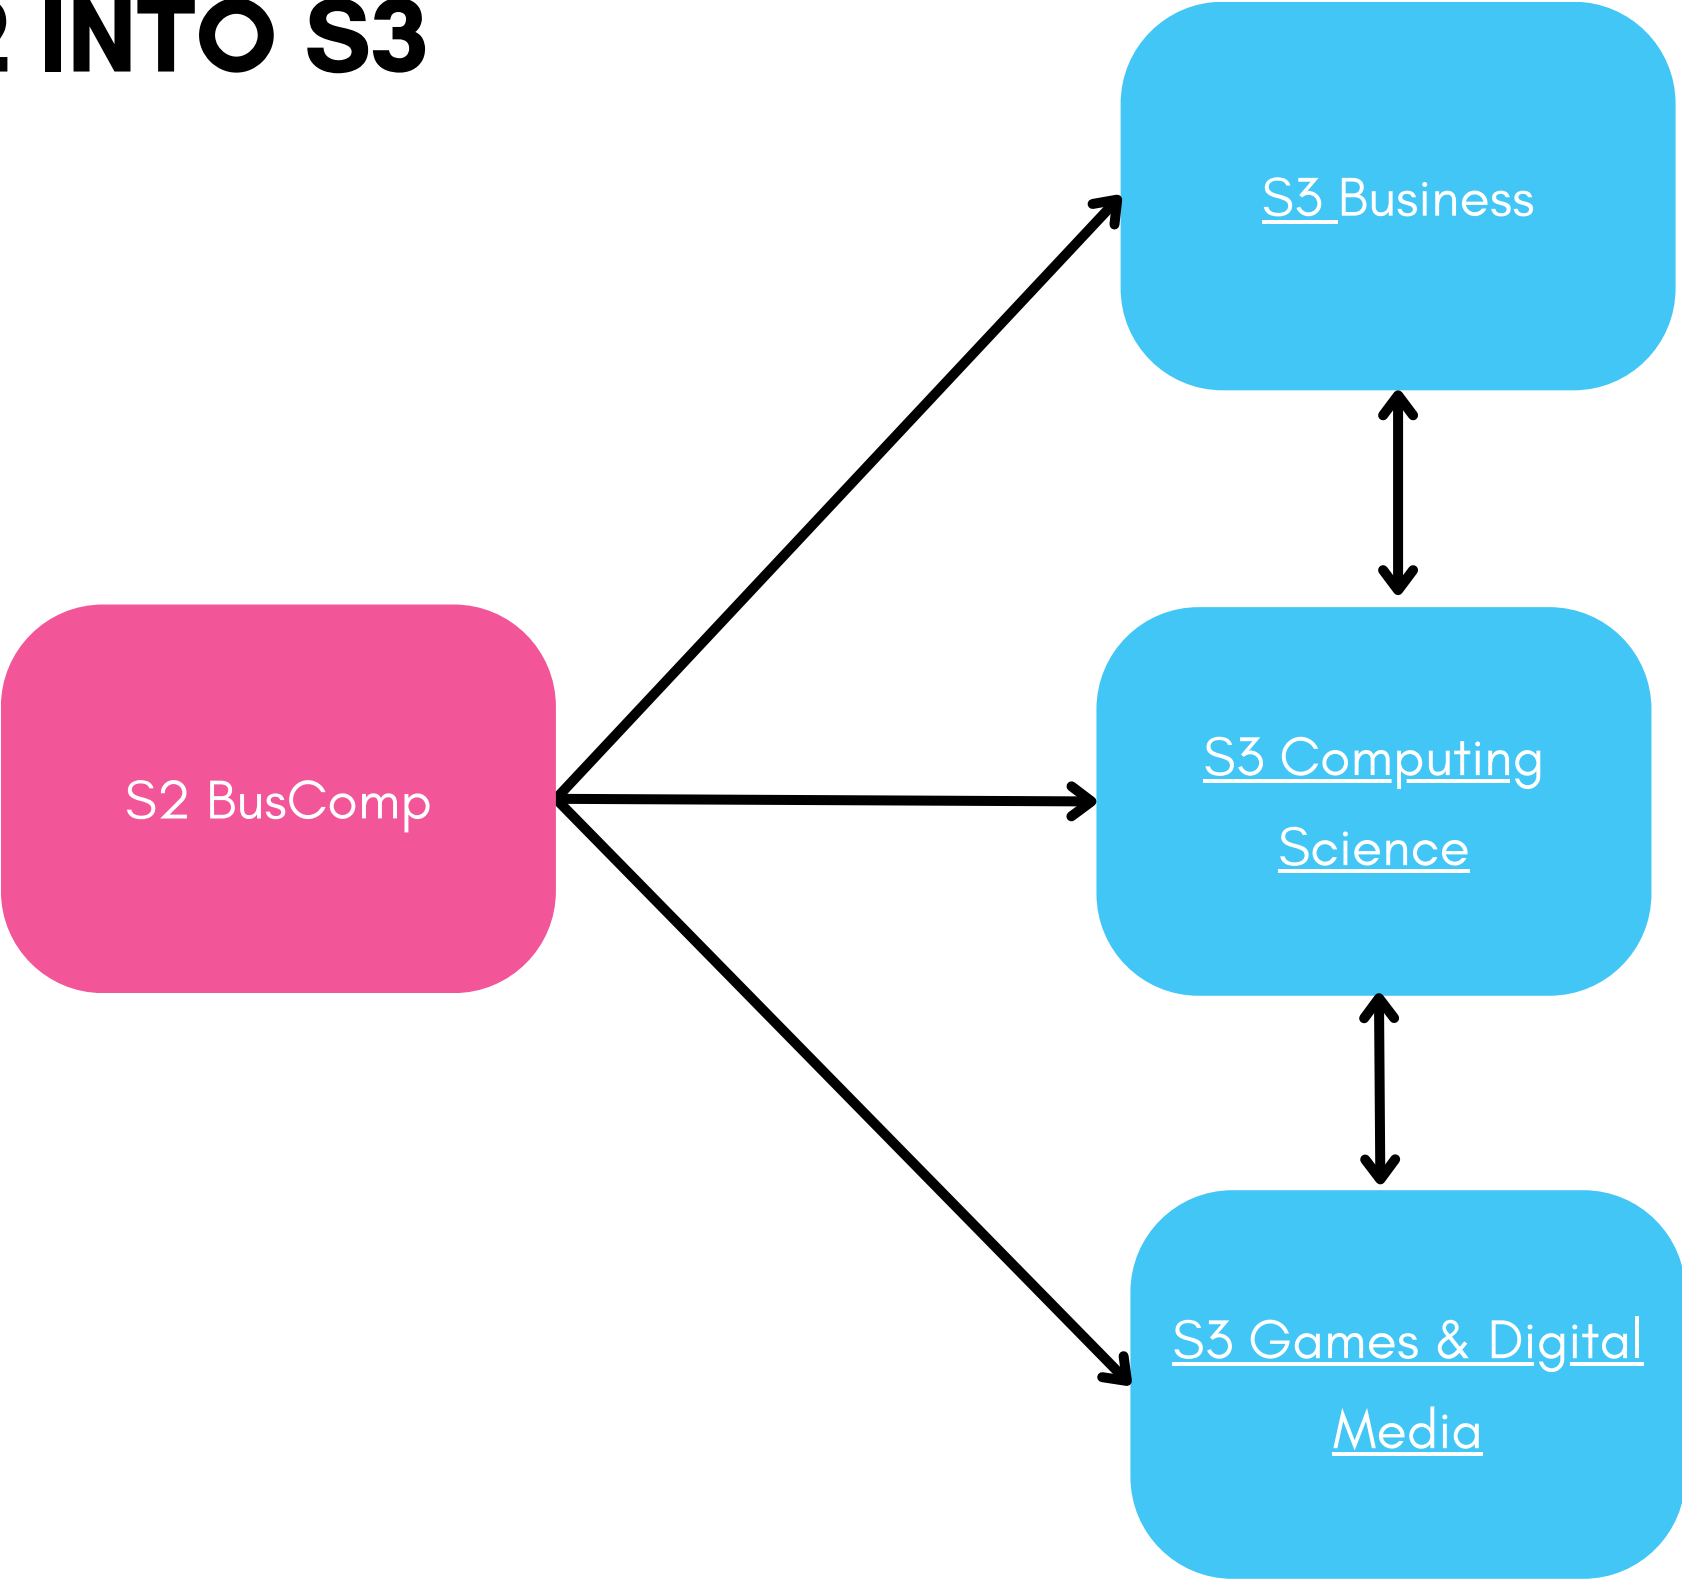 2 INTO S3
S3 Business
S3 Computing
Science
S2 BusComp
S3 Games & Digital
Media